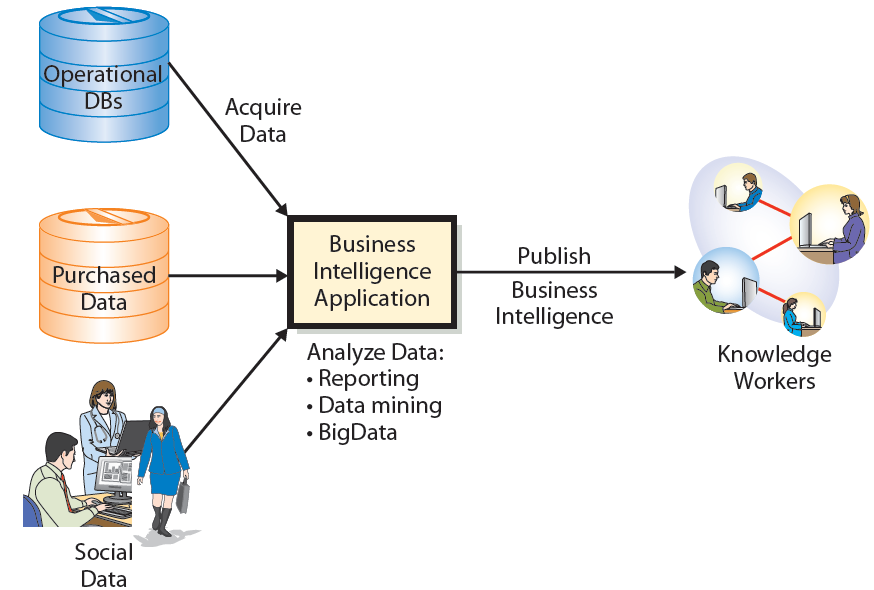 Operational
DBs
Acquire
Data
Purchased
Data
Social
Data
Business
Intelligence
Application
Analyze Data:
• Reporting
• Data mining
• BigData
Publish
Business
Intelligence
Knowledge
Workers